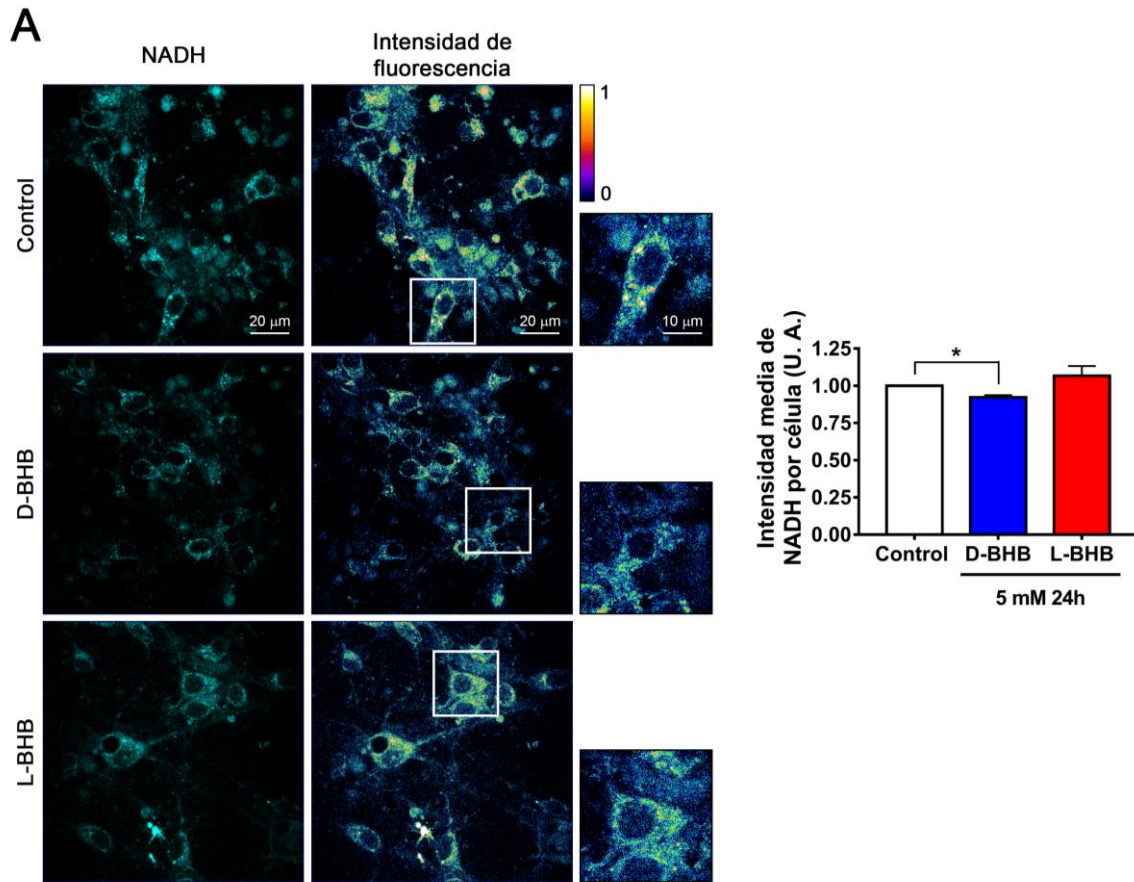 A
NADH
Intensidad de
fluorescencia
Control
20 µm
20 µm
1
0
10 µm
D-BHB
L-BHB
Intensidad media de
NADH por célula (U. A.)
1.25
1.00
0.75
0.50
0.25
0.00
*
Control D-BHB L-BHB
5 mM 24h